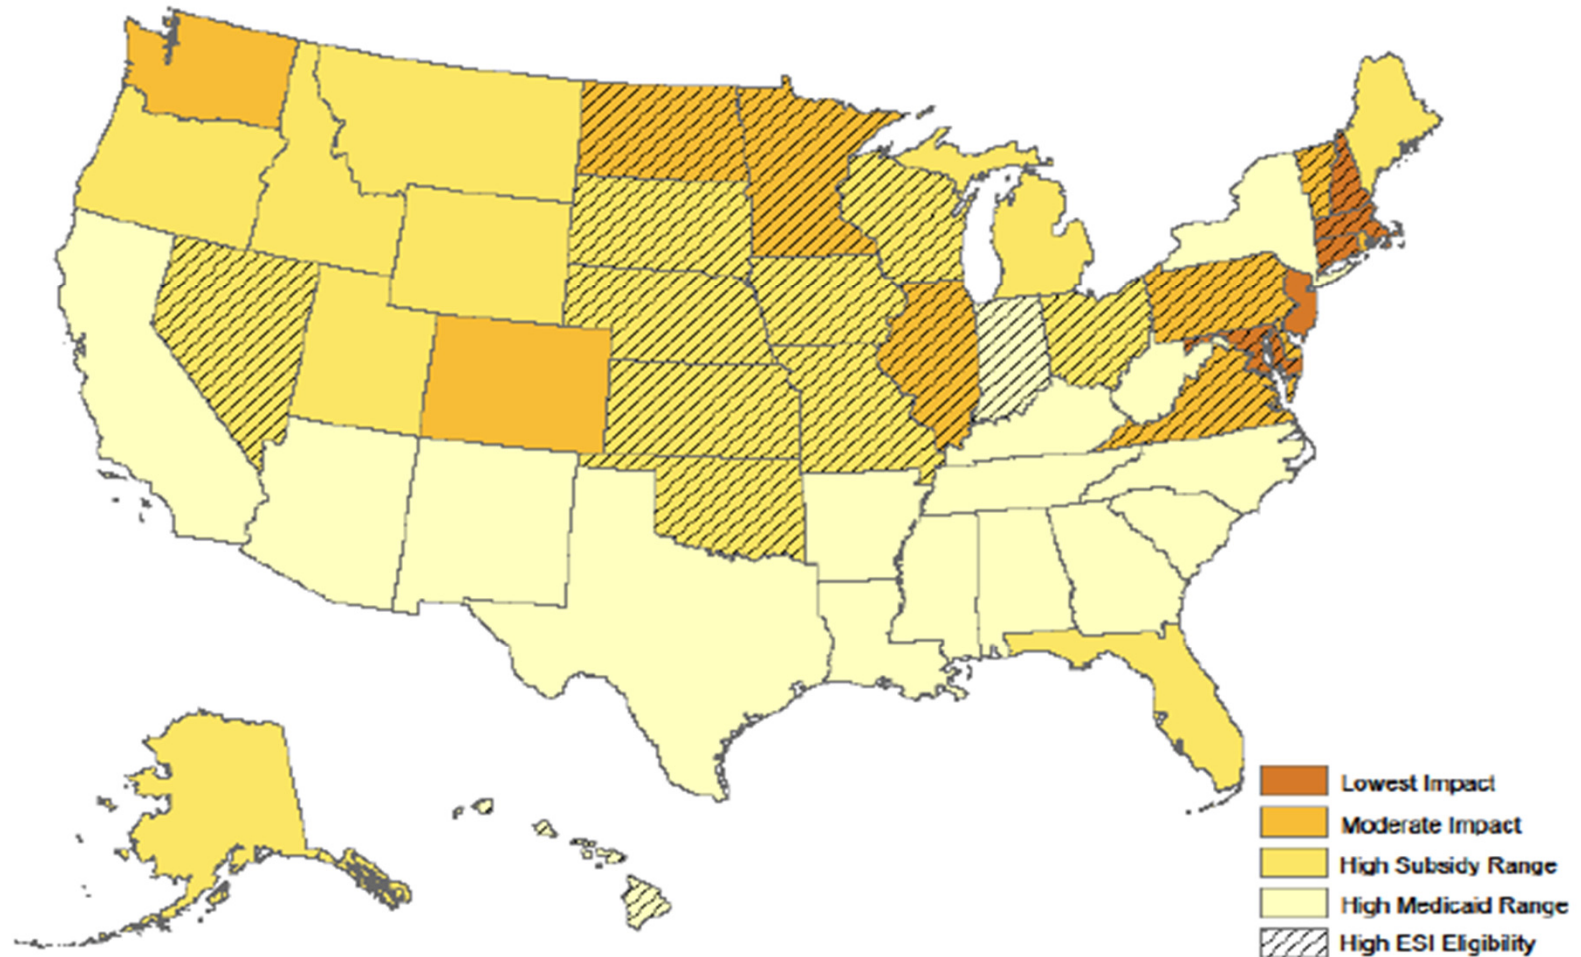 Lowest Impact
Moderate Impact
High Subsidy Range
High Medicaid Range
High ESI Eligibility